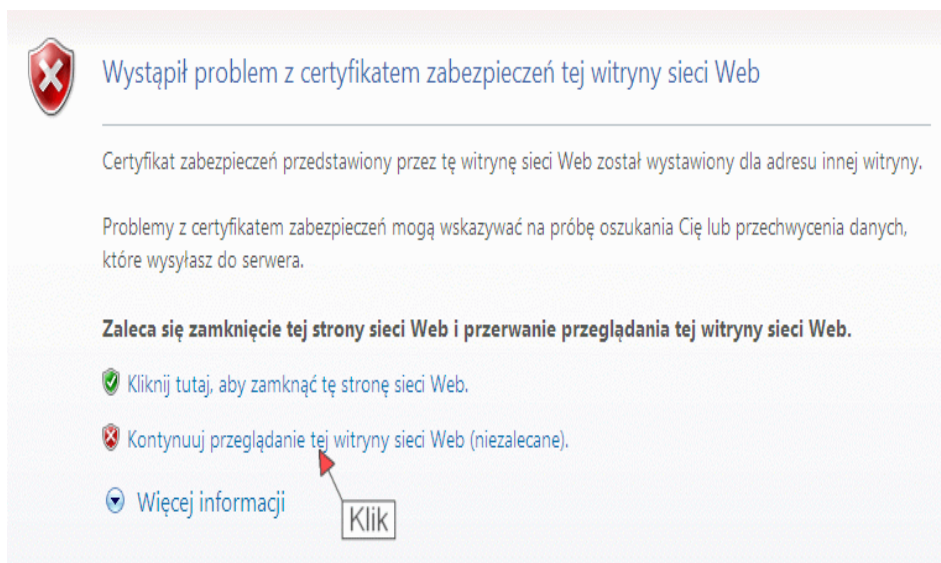 Wystąpił problem z certyfikatem zabezpieczeń tej witryny sieci Web
Certyfikat zabezpieczeń przedstawiony przez tę witrynę sieci Web został wystawiony dla adresu innej witryny.
Problemy z certyfikatem zabezpieczeń mogą wskazywać na próbę oszukania Cię lub przechwycenia danych,
które wysyłasz do serwera.
Zaleca się zamknięcie tej strony sieci Web i przerwanie przeglądania tej witryny sieci Web.
Kliknij tutaj, aby zamknąć tę stronę sieci Web.
Kontynuuj przeglądanie tej witryny sieci Web (niezalecane).
Więcej informacji
Klik